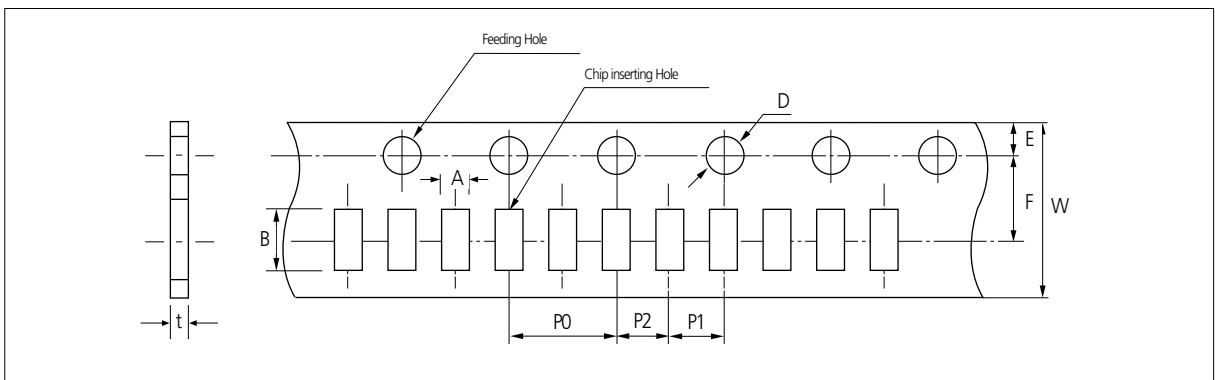 Feeding Hole
Chip inserting Hole
D
E
A
F
W
B
t
P0
P2
P1